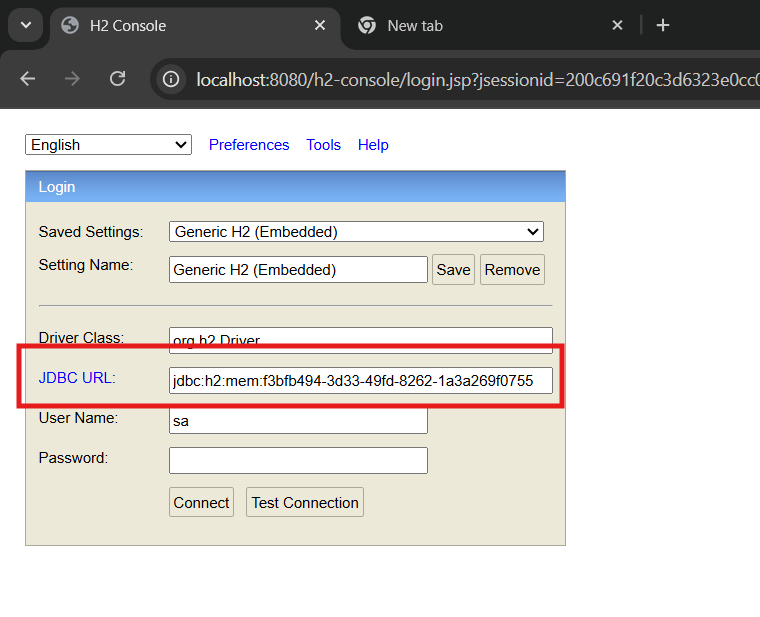 H2 Console
New tab
localhost:8080/h2-console/login.jsp?jsessionid=200c691f20c3d6323e0cc0
English Preferences Tools Help
Login
Saved Settings: Generic H2 (Embedded)
Setting Name: Generic H2 (Embedded) Save Remove
Driver Class: org.h2.Driver
JDBC URL: jdbc:h2:mem:f3bfb494-3d33-49fd-8262-1a3a269f0755
User Name: sa
Password:
Connect Test Connection